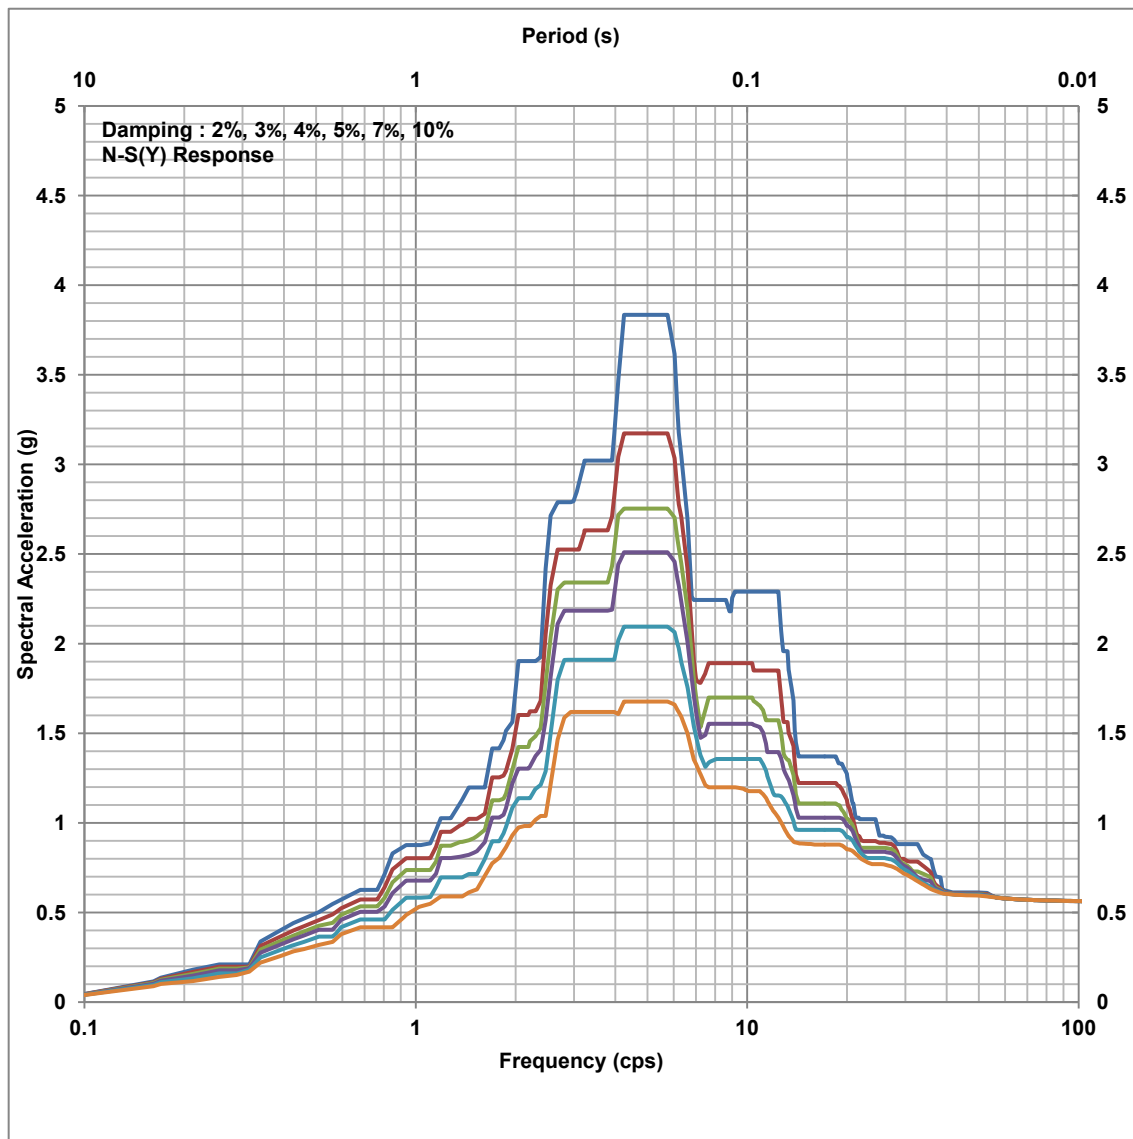 Period (s)
10 1 0.1 0.01
Damping : 2%, 3%, 4%, 5%, 7%, 10%
N-S(Y) Response
5 5
4.5 4.5
4 4
3.5 3.5
3 3
2.5 2.5
2 2
1.5 1.5
1 1
0.5 0.5
0 0
Spectral Acceleration (g)
0.1 1 10 100
Frequency (cps)